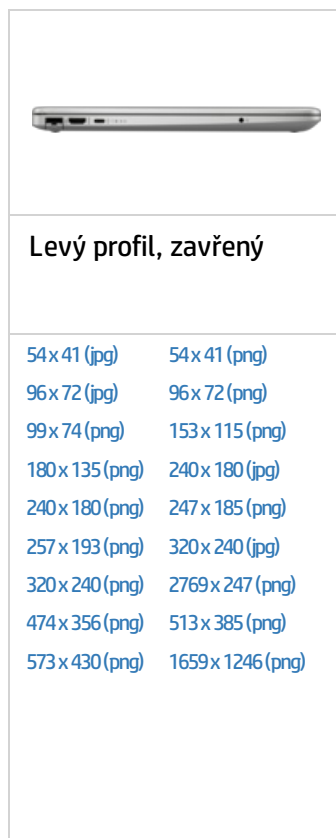 Levý profil, zavřený
54 x 41 (jpg) 54 x 41 (png)
96 x 72 (jpg) 96 x 72 (png)
99 x 74 (png) 153 x 115 (png)
180 x 135 (png) 240 x 180 (jpg)
240 x 180 (png) 247 x 185 (png)
257 x 193 (png) 320 x 240 (jpg)
320 x 240 (png) 2769 x 247 (png)
474 x 356 (png) 513 x 385 (png)
573 x 430 (png) 1659 x 1246 (png)